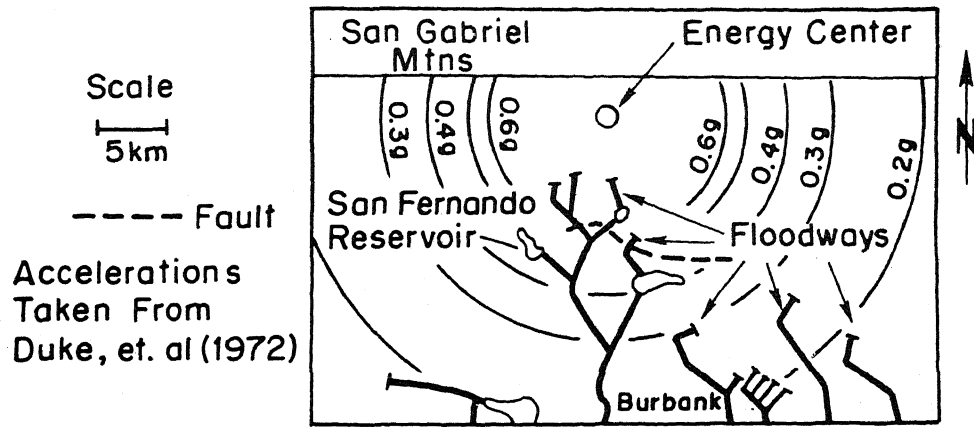 San Gabriel
Mtns
Energy Center
Scale
5km
0.3g
0.4g
0.6g
0.6g
0.4g
0.3g
0.2g
N
Fault
San Fernando
Reservoir
Floodways
Accelerations
Taken From
Duke, et. al (1972)
Burbank